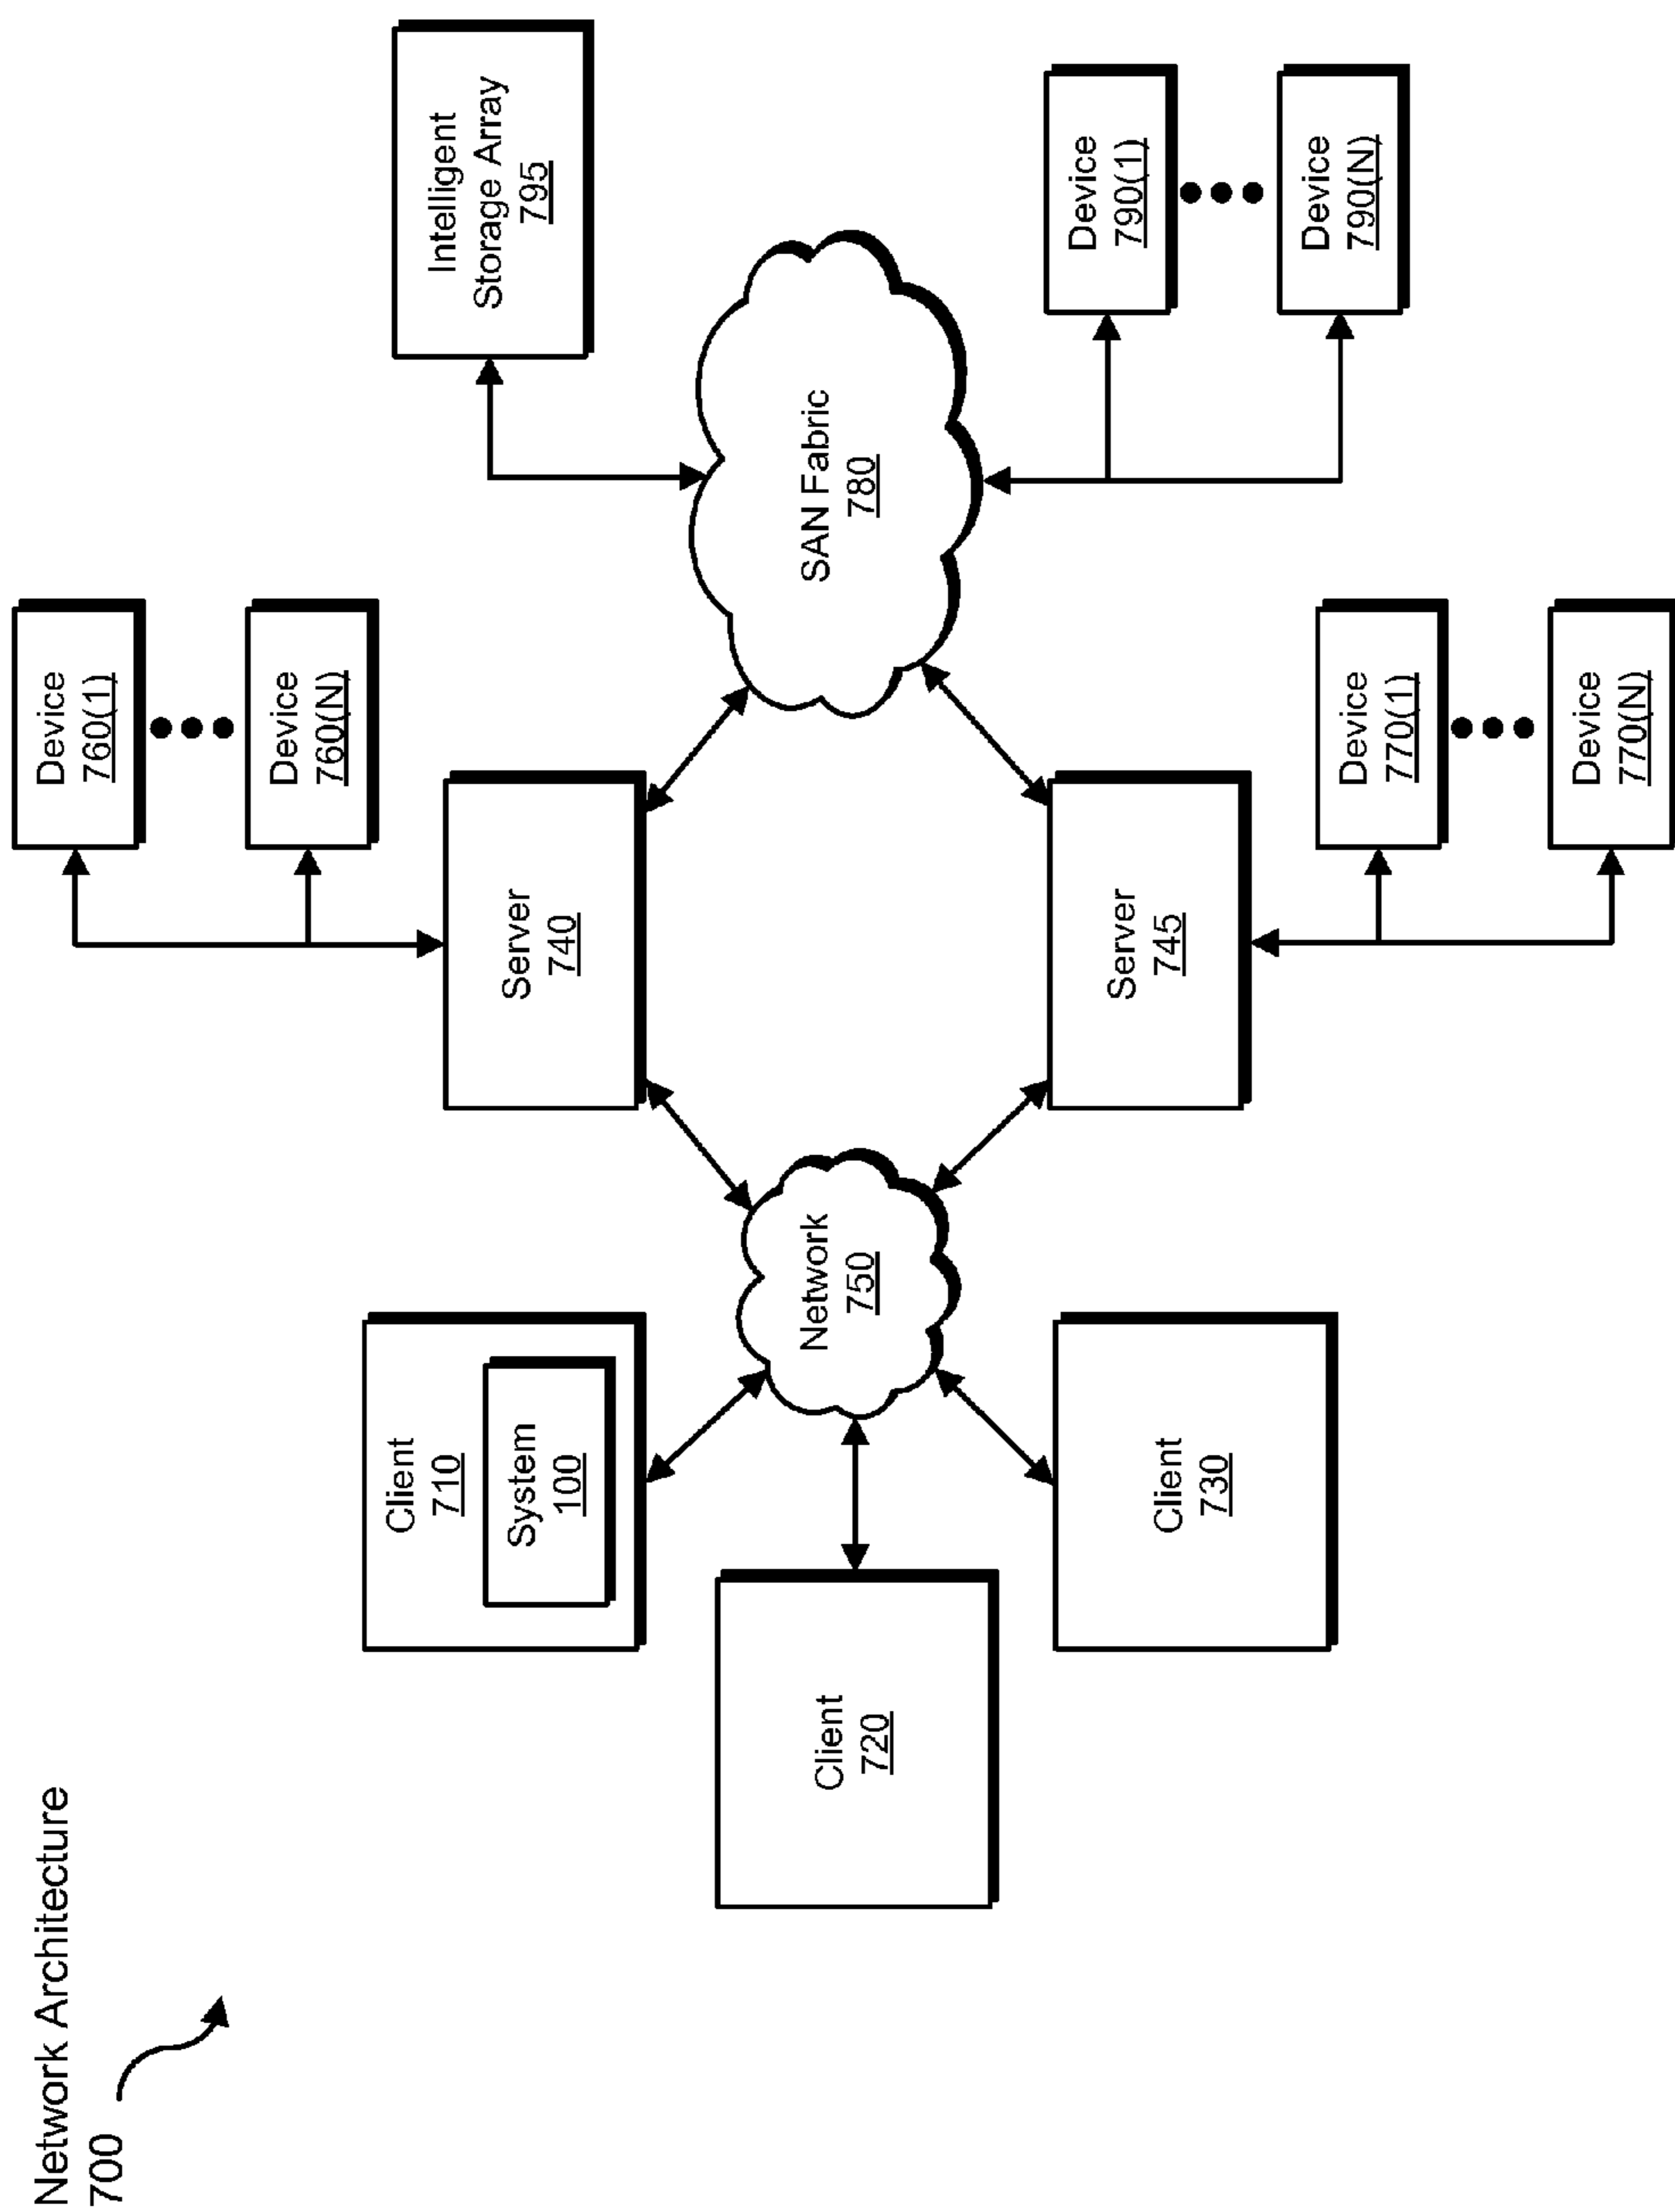 Network Architecture
700
Device
760(1)
Device
760(N)
Intelligent
Storage Array
795
Client
710
System
100
Server
740
Client
720
Network
750
SAN Fabric
780
Client
730
Server
745
Device
790(1)
Device
790(N)
Device
770(1)
Device
770(N)